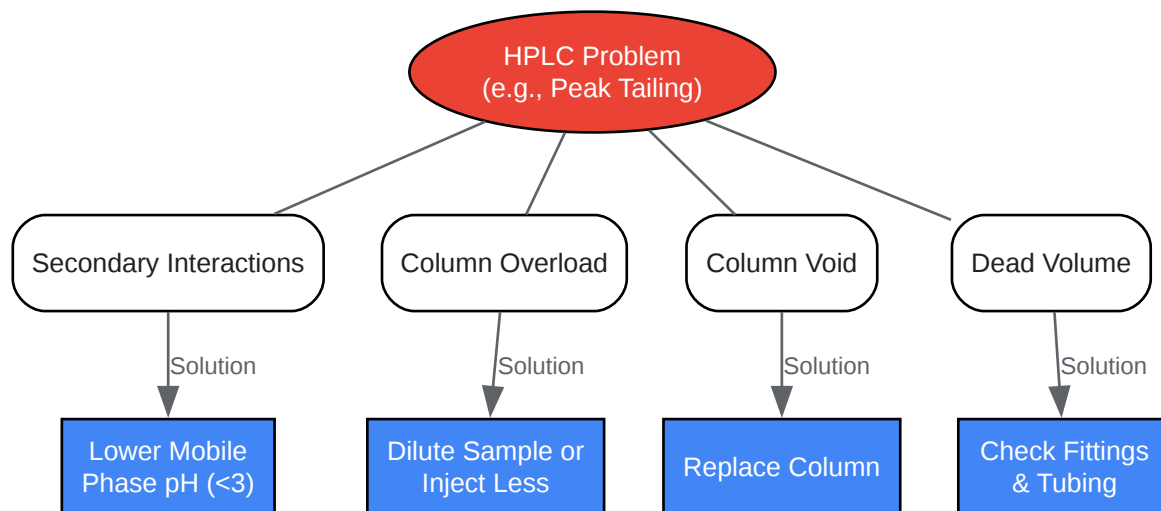 HPLC Problem
(e.g., Peak Tailing)
Secondary Interactions
Column Overload
Column Void
Dead Volume
Solution
Solution
Solution
Solution
Lower Mobile
Phase pH (<3)
Dilute Sample or
Inject Less
Replace Column
Check Fittings
& Tubing